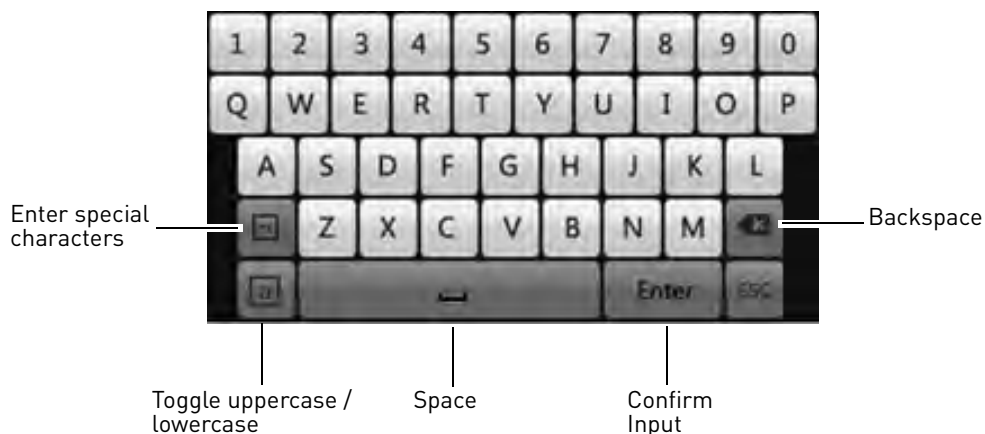 1 2 3 4 5 6 7 8 9 0
Q W E R T Y U I O P
A S D F G H J K L
Enter special
characters
Z X C V B N M
Backspace
a Enter ESC
Toggle uppercase /
lowercase
Space
Confirm
Input